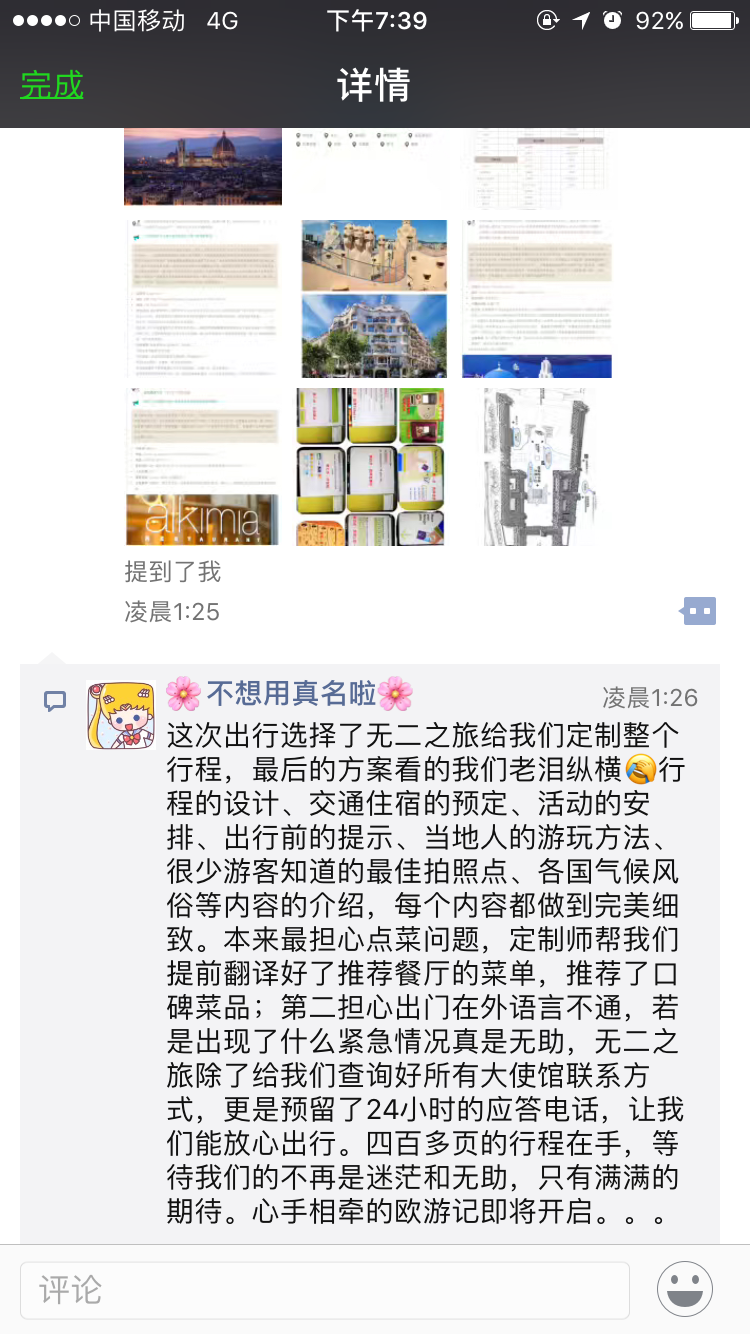 中国移动 4G 下午7:39 92%
完成 详情
alkimia
RESTAURANT
提到了我
凌晨1:25
🌸不想用真名啦🌸 凌晨1:26
这次出行选择了无二之旅给我们定制整个
行程，最后的方案看的我们老泪纵横😂行
程的设计、交通住宿的预定、活动的安
排、出行前的提示、当地人的游玩方法、
很少游客知道的最佳拍照点、各国气候风
俗等内容的介绍，每个内容都做到完美细
致。本来最担心点菜问题，定制师帮我们
提前翻译好了推荐餐厅的菜单，推荐了口
碑菜品；第二担心出门在外语言不通，若
是出现了什么紧急情况真是无助，无二之
旅除了给我们查询好所有大使馆联系方
式，更是预留了24小时的应答电话，让我
们能放心出行。四百多页的行程在手，等
待我们的不再是迷茫和无助，只有满满的
期待。心手相牵的欧游记即将开启。。。
评论